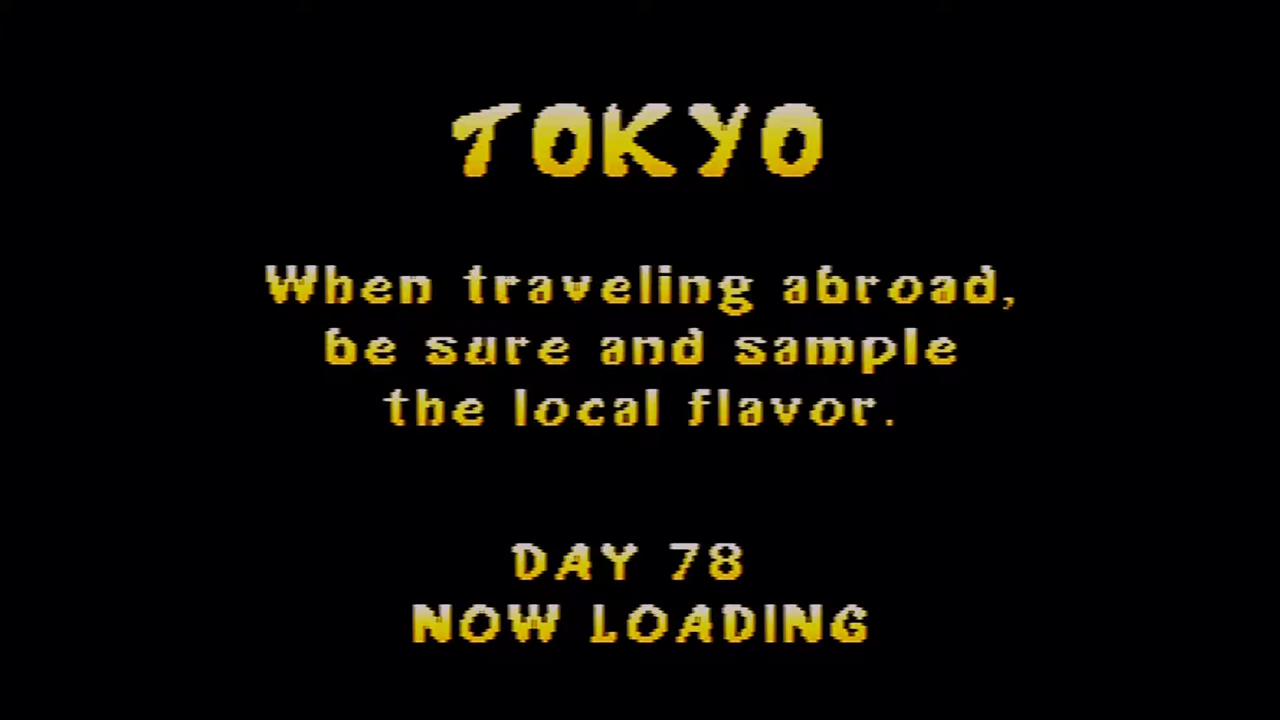 TOKYO
When traveling abroad,
be sure and sample
the local flavor.
DAY 78
NOW LOADING